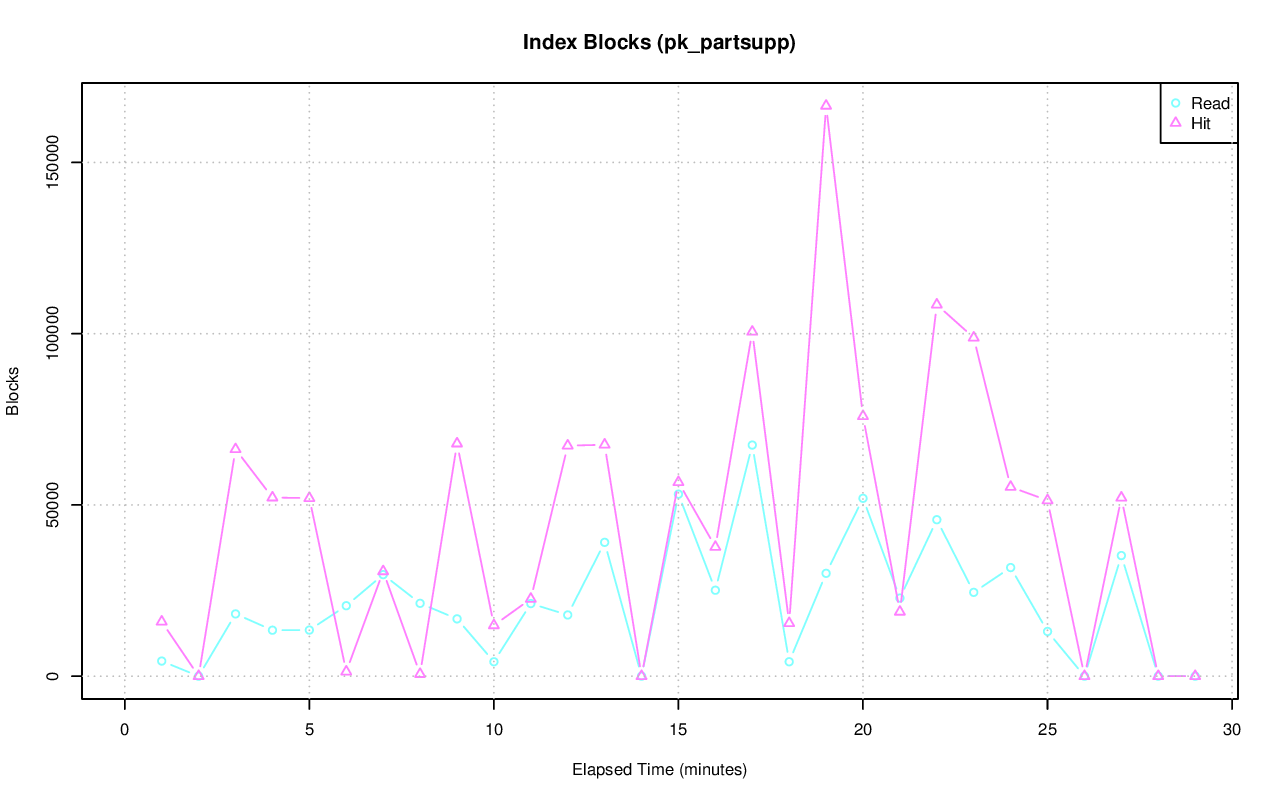 Index Blocks (pk_partsupp)
Read
Hit
150000
100000
50000
0
Blocks
0 5 10 15 20 25 30
Elapsed Time (minutes)